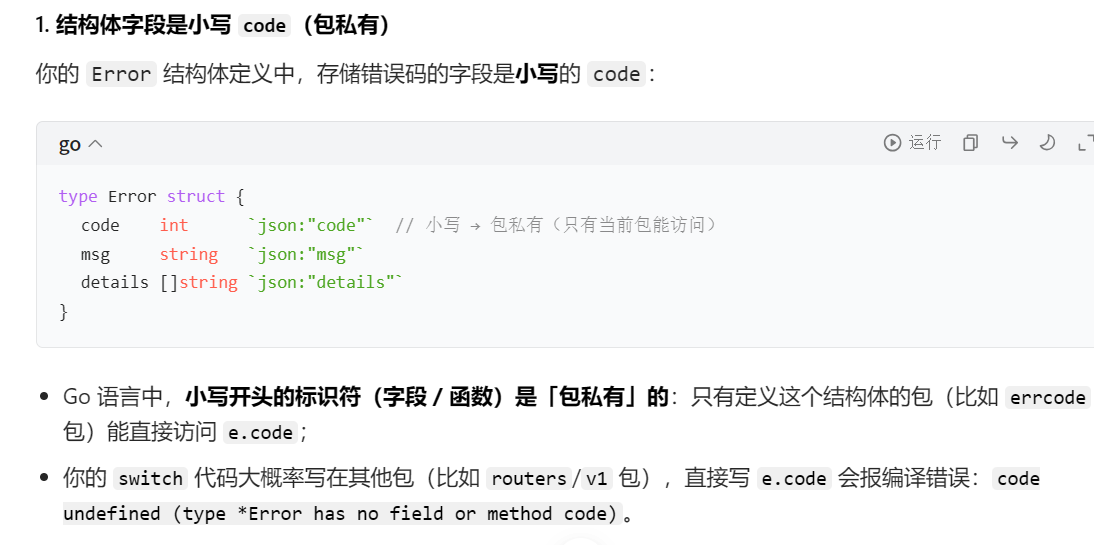 1. 结构体字段是小写 code（包私有）
你的 Error 结构体定义中，存储错误码的字段是小写的 code：
go
运行
type Error struct {
code    int      `json:"code"`  // 小写 → 包私有（只有当前包能访问）
msg     string   `json:"msg"`
details []string `json:"details"`
}
Go 语言中，小写开头的标识符（字段 / 函数）是「包私有」的：只有定义这个结构体的包（比如 errcode
包）能直接访问 e.code；
你的 switch 代码大概率写在其他包（比如 routers/v1 包），直接写 e.code 会报编译错误：code
undefined (type *Error has no field or method code)。